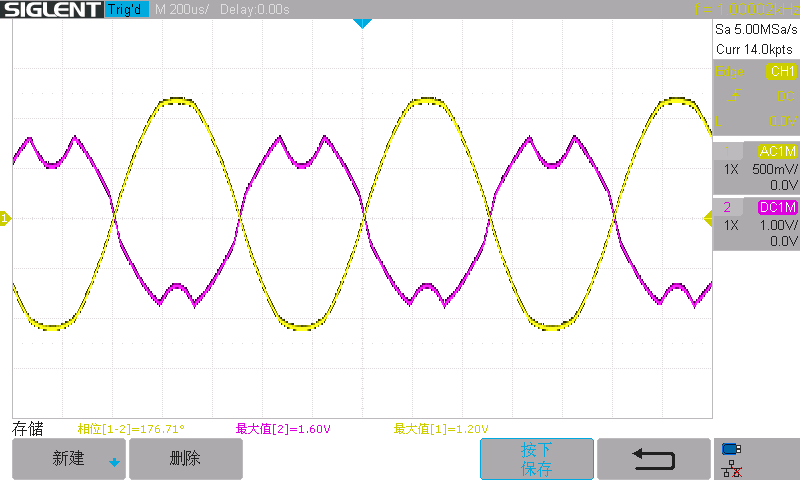 SIGLENT Trig'd M 200us/ Delay:0.00s f = 1.00002kHz
Sa 5.00MSa/s
Curr 14.0kpts
Edge CH1
DC
L 0.0V
AC1M
1X 500mV/
0.0V
2 DC1M
1X 1.00V/
0.0V
1
存储 相位[1-2]=176.71° 最大值[2]=1.60V 最大值[1]=1.20V
新建 删除 按下
保存